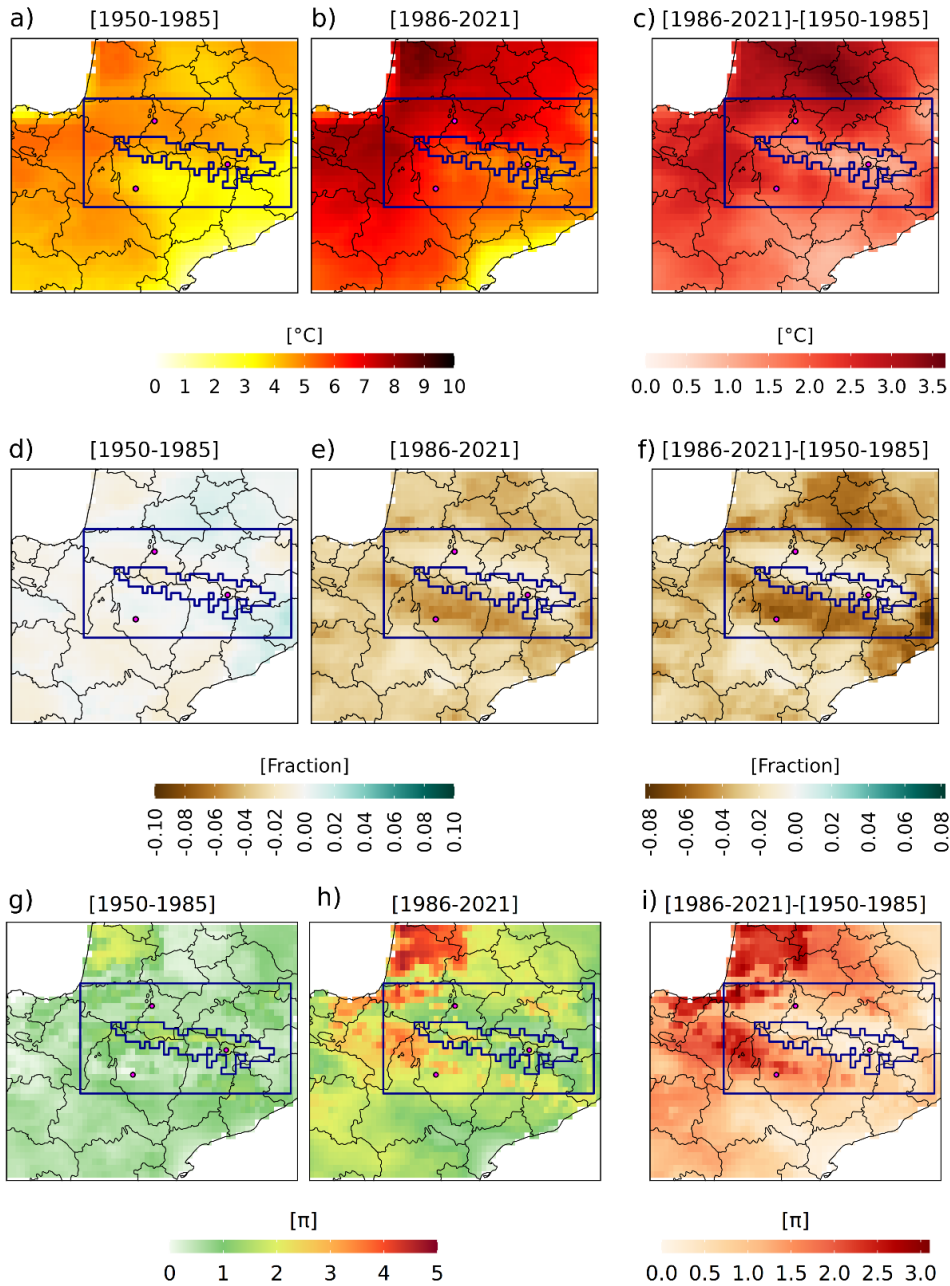 a) [1950-1985] b) [1986-2021] c) [1986-2021]-[1950-1985]
[°C] [°C]
0 1 2 3 4 5 6 7 8 9 10 0.0 0.5 1.0 1.5 2.0 2.5 3.0 3.5
d) [1950-1985] e) [1986-2021] f) [1986-2021]-[1950-1985]
[Fraction] [Fraction]
-0.10 -0.08 -0.06 -0.04 -0.02 0.00 0.02 0.04 0.06 0.08 0.10 -0.08 -0.06 -0.04 -0.02 0.00 0.02 0.04 0.06 0.08
g) [1950-1985] h) [1986-2021] i) [1986-2021]-[1950-1985]
[π] [π]
0 1 2 3 4 5 0.0 0.5 1.0 1.5 2.0 2.5 3.0